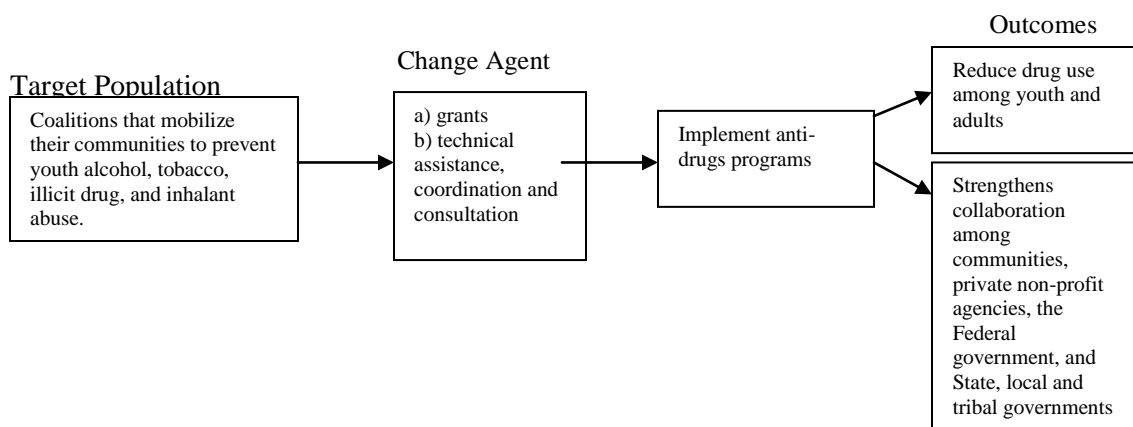 Target Population
Coalitions that mobilize
their communities to prevent
youth alcohol, tobacco,
illicit drug, and inhalant
abuse.
Change Agent
a) grants
b) technical
assistance,
coordination and
consultation
Implement anti-
drugs programs
Outcomes
Reduce drug use
among youth and
adults
Strengthens
collaboration
among
communities,
private non-profit
agencies, the
Federal
government, and
State, local and
tribal governments